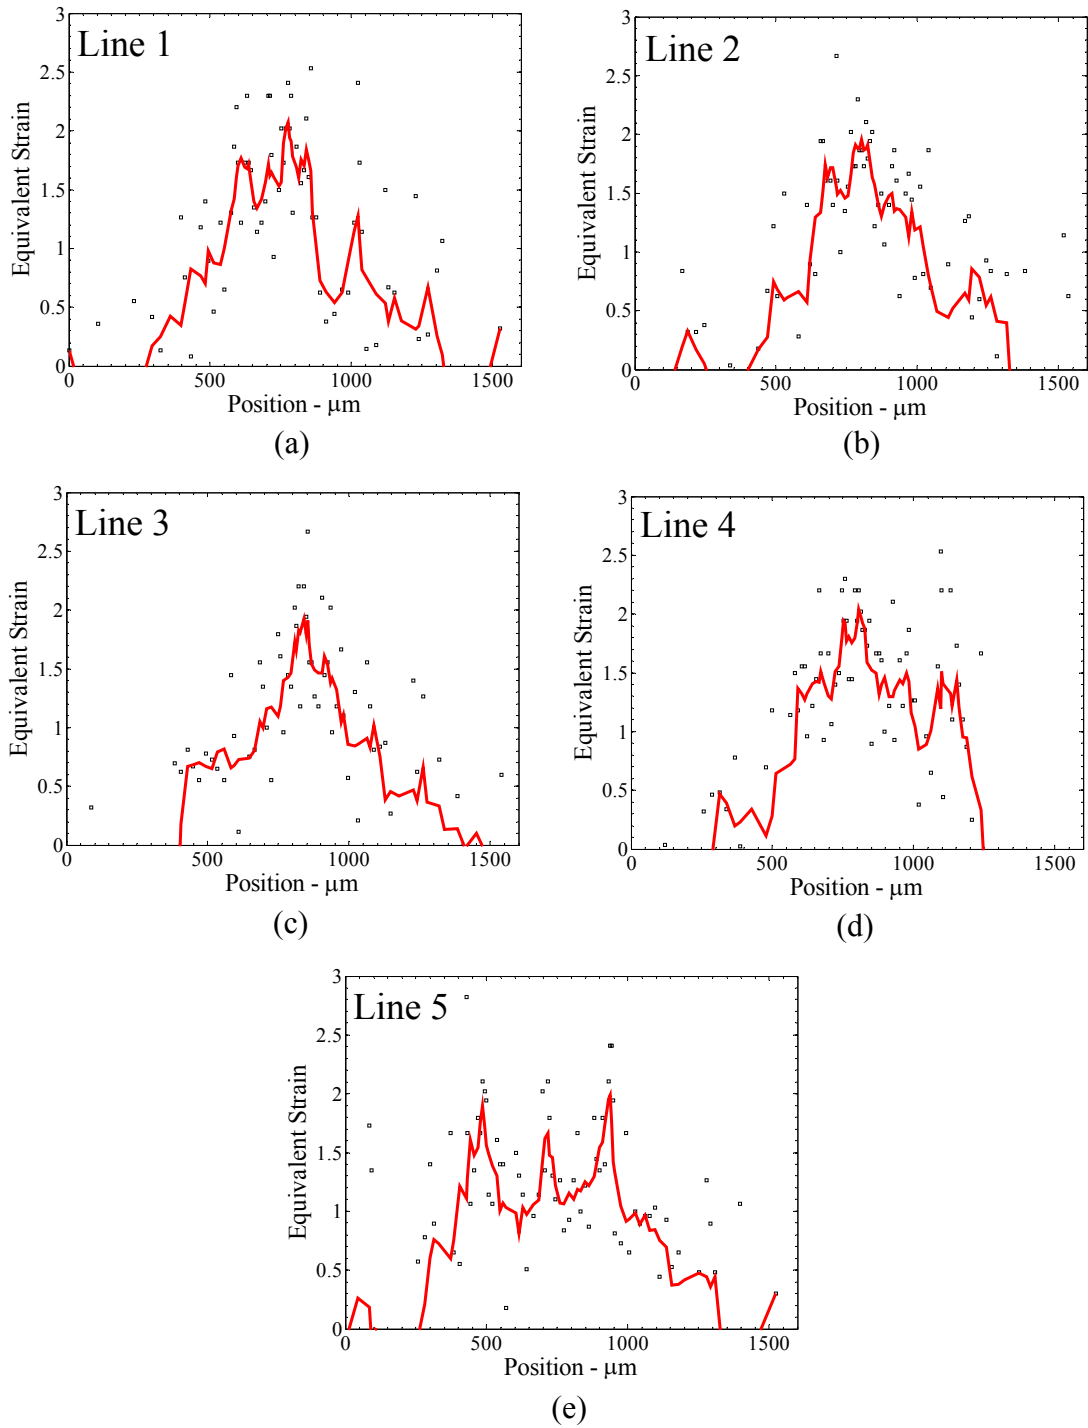 Line 1
Equivalent Strain
3
2.5
2
1.5
1
0.5
0
0 500 1000 1500
Position - μm
(a)
Line 2
Equivalent Strain
3
2.5
2
1.5
1
0.5
0
0 500 1000 1500
Position - μm
(b)
Line 3
Equivalent Strain
3
2.5
2
1.5
1
0.5
0
0 500 1000 1500
Position - μm
(c)
Line 4
Equivalent Strain
3
2.5
2
1.5
1
0.5
0
0 500 1000 1500
Position - μm
(d)
Line 5
Equivalent Strain
3
2.5
2
1.5
1
0.5
0
0 500 1000 1500
Position - μm
(e)